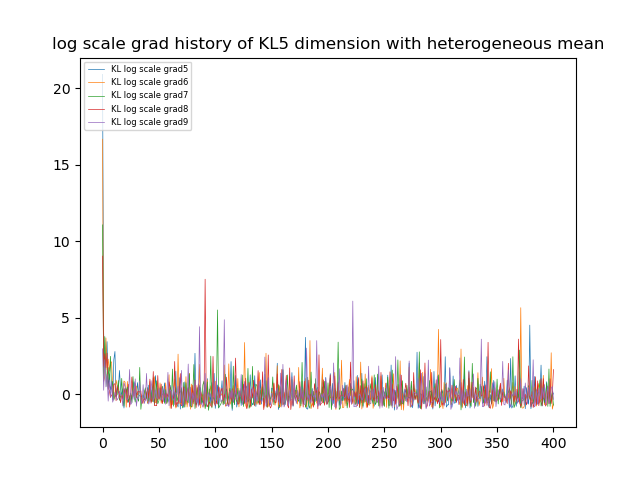 log scale grad history of KL5 dimension with heterogeneous mean
KL log scale grad5
KL log scale grad6
KL log scale grad7
KL log scale grad8
KL log scale grad9
20
15
10
5
0
0 50 100 150 200 250 300 350 400